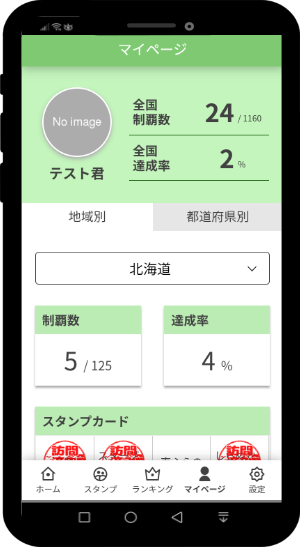 マイページ
No image
テスト君
全国
制覇数
24 / 1160
全国
達成率
2 %
地域別
都道府県別
北海道
制覇数
5 / 125
達成率
4 %
スタンプカード
訪問 訪問 訪問
ホーム スタンプ ランキング マイページ 設定